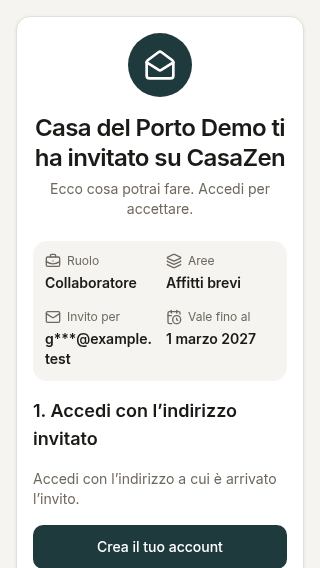 Casa del Porto Demo ti
ha invitato su CasaZen
Ecco cosa potrai fare. Accedi per
accettare.
Ruolo
Collaboratore
Aree
Affitti brevi
Invito per
g***@example.
test
Vale fino al
1 marzo 2027
1. Accedi con l’indirizzo
invitato
Accedi con l’indirizzo a cui è arrivato
l’invito.
Crea il tuo account